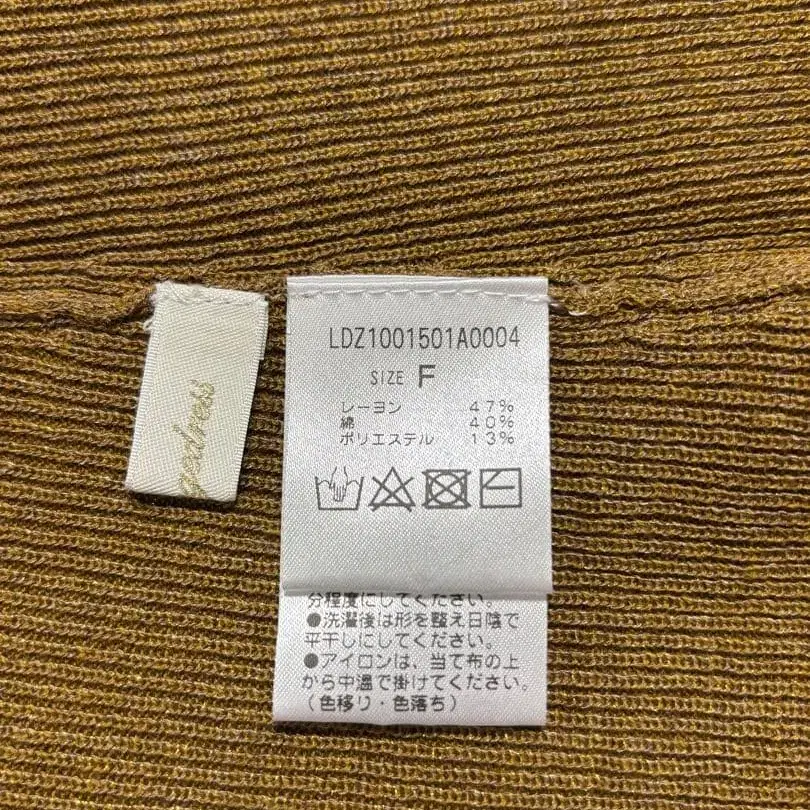 gedress
LDZ1001501A0004
SIZE F
レーヨン 47%
綿 40%
ポリエステル 13%
分程度にしてください。
●洗濯後は形を整え日陰で
平干しにしてください。
●アイロンは、当て布の上
から中温で掛けてください。
(色移り・色落ち)